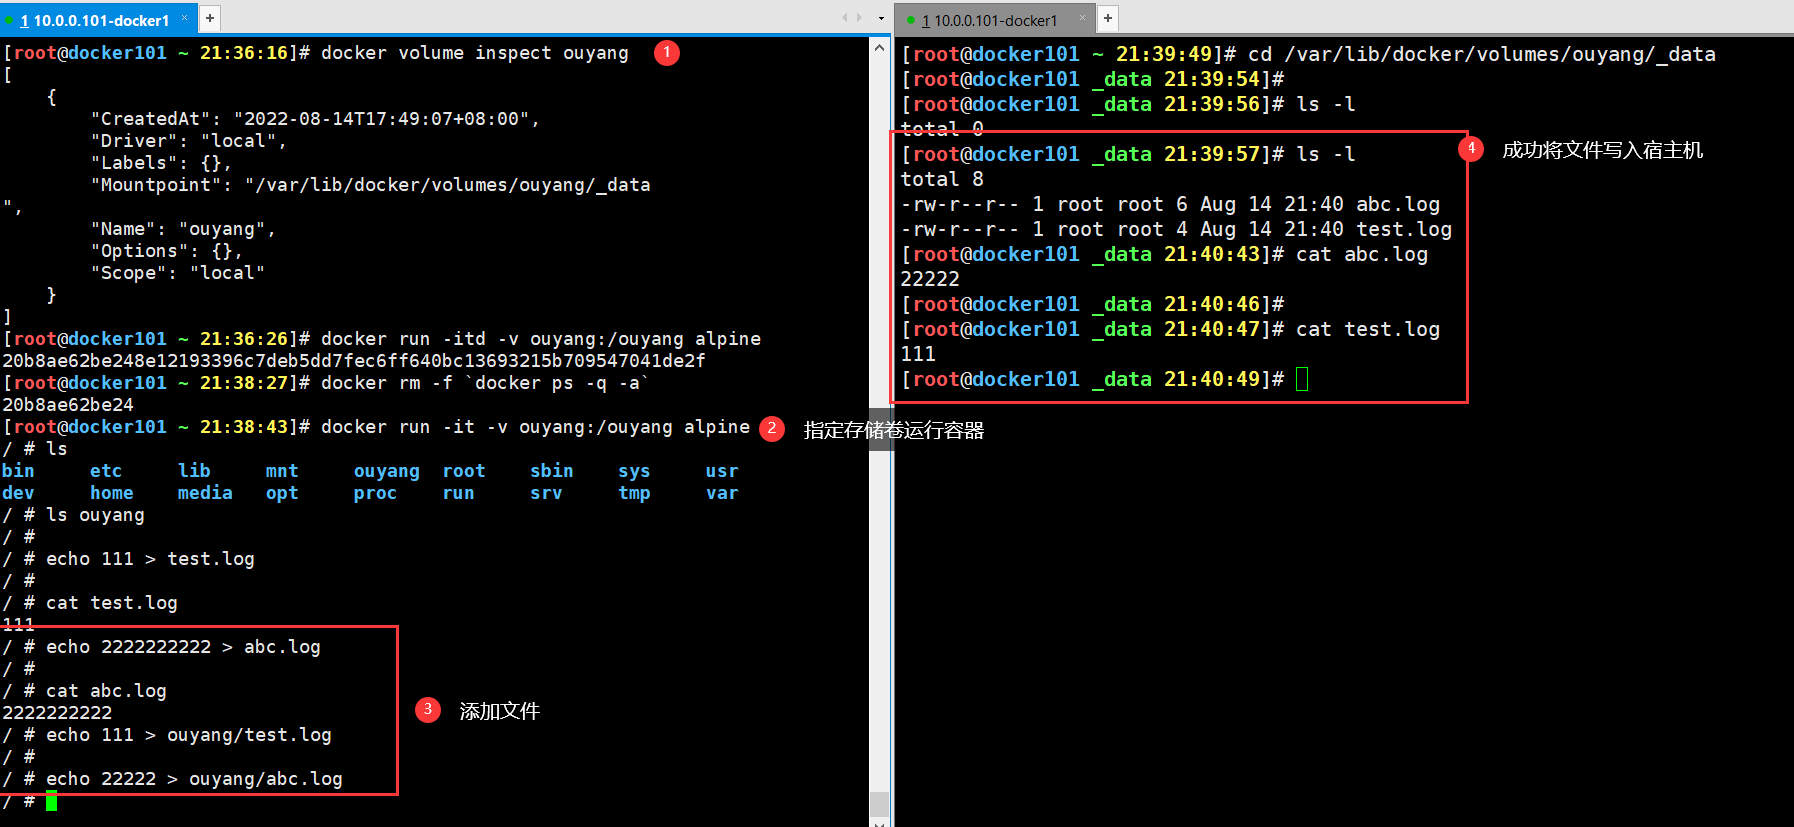 1 10.0.0.101-docker1 × +
[root@docker101 ~ 21:36:16]# docker volume inspect ouyang 1
[
    {
        "CreatedAt": "2022-08-14T17:49:07+08:00",
        "Driver": "local",
        "Labels": {},
        "Mountpoint": "/var/lib/docker/volumes/ouyang/_data
",
        "Name": "ouyang",
        "Options": {},
        "Scope": "local"
    }
]
[root@docker101 ~ 21:36:26]# docker run -itd -v ouyang:/ouyang alpine
20b8ae62be248e12193396c7deb5dd7fec6ff640bc13693215b709547041de2f
[root@docker101 ~ 21:38:27]# docker rm -f `docker ps -q -a`
20b8ae62be24
[root@docker101 ~ 21:38:43]# docker run -it -v ouyang:/ouyang alpine 2 指定存储卷运行容器
/ # ls
bin etc lib mnt ouyang root sbin sys usr
dev home media opt proc run srv tmp var
/ # ls ouyang
/ #
/ # echo 111 > test.log
/ #
/ # cat test.log
111
/ # echo 2222222222 > abc.log
/ #
/ # cat abc.log
2222222222
3 添加文件
/ # echo 111 > ouyang/test.log
/ #
/ # echo 22222 > ouyang/abc.log
/ #
1 10.0.0.101-docker1 × +
[root@docker101 ~ 21:39:49]# cd /var/lib/docker/volumes/ouyang/_data
[root@docker101 _data 21:39:54]#
[root@docker101 _data 21:39:56]# ls -l
total 0
[root@docker101 _data 21:39:57]# ls -l
4 成功将文件写入宿主机
total 8
-rw-r--r-- 1 root root 6 Aug 14 21:40 abc.log
-rw-r--r-- 1 root root 4 Aug 14 21:40 test.log
[root@docker101 _data 21:40:43]# cat abc.log
22222
[root@docker101 _data 21:40:46]#
[root@docker101 _data 21:40:47]# cat test.log
111
[root@docker101 _data 21:40:49]#